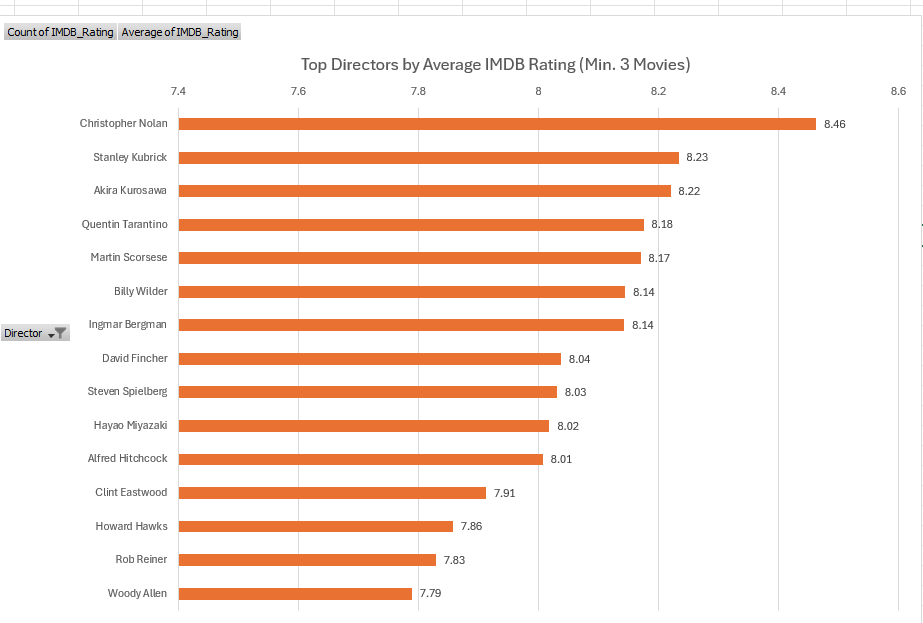 Count of IMDB_Rating Average of IMDB_Rating
Top Directors by Average IMDB Rating (Min. 3 Movies)
7.4 7.6 7.8 8 8.2 8.4 8.6
Christopher Nolan 8.46
Stanley Kubrick 8.23
Akira Kurosawa 8.22
Quentin Tarantino 8.18
Martin Scorsese 8.17
Billy Wilder 8.14
Ingmar Bergman 8.14
Director
David Fincher 8.04
Steven Spielberg 8.03
Hayao Miyazaki 8.02
Alfred Hitchcock 8.01
Clint Eastwood 7.91
Howard Hawks 7.86
Rob Reiner 7.83
Woody Allen 7.79